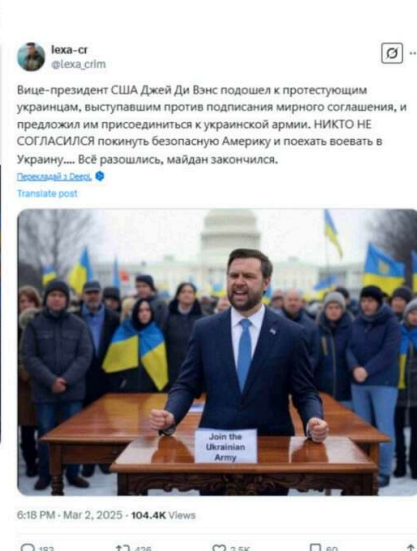 lexa-cr
@lexa_crim
Вице-президент США Джей Ди Вэнс подошел к протестующим
украинцам, выступавшим против подписания мирного соглашения, и
предложил им присоединиться к украинской армии. НИКТО НЕ
СОГЛАСИЛСЯ покинуть безопасную Америку и поехать воевать в
Украину.... Всё разошлись, майдан закончился.
Перекладай з DeepL
Translate post
Join the
Ukrainian
Army
6:18 PM · Mar 2, 2025 · 104.4K Views